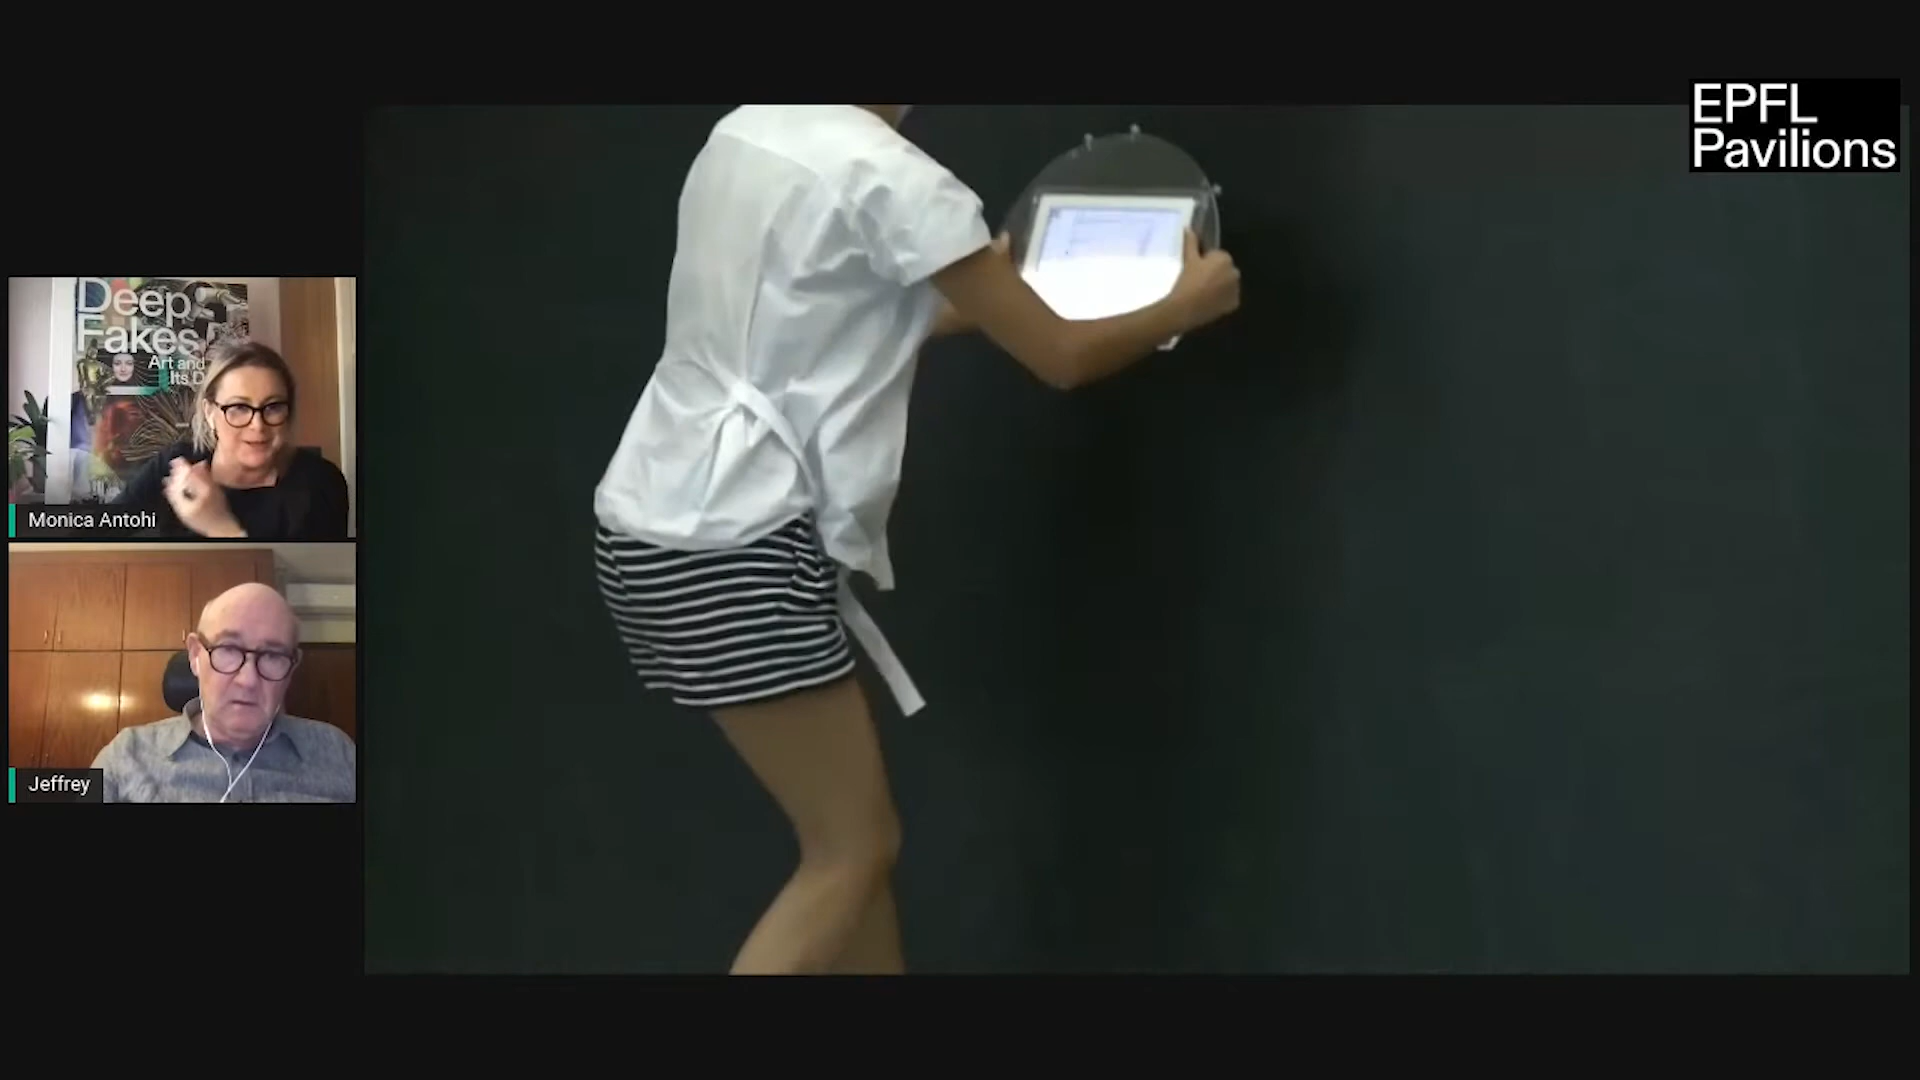 EPFL
Pavilions
Deep
Fakes
Art and
Its D
Monica Antohi
Jeffrey